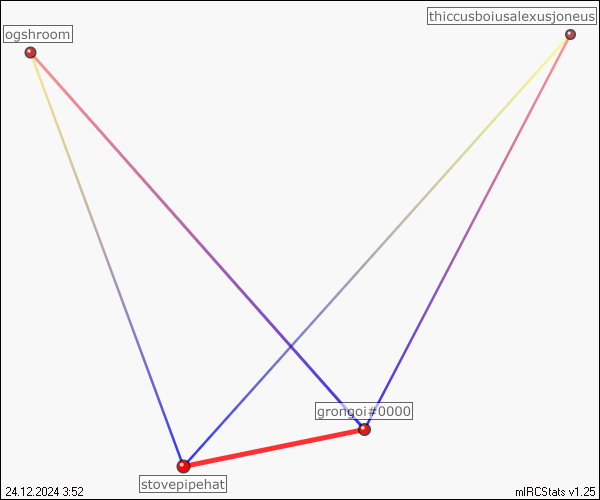 thiccusboiusalexusjoneus
ogshroom
grongoi#0000
stovepipehat
24.12.2024 3:52
mIRCStats v1.25